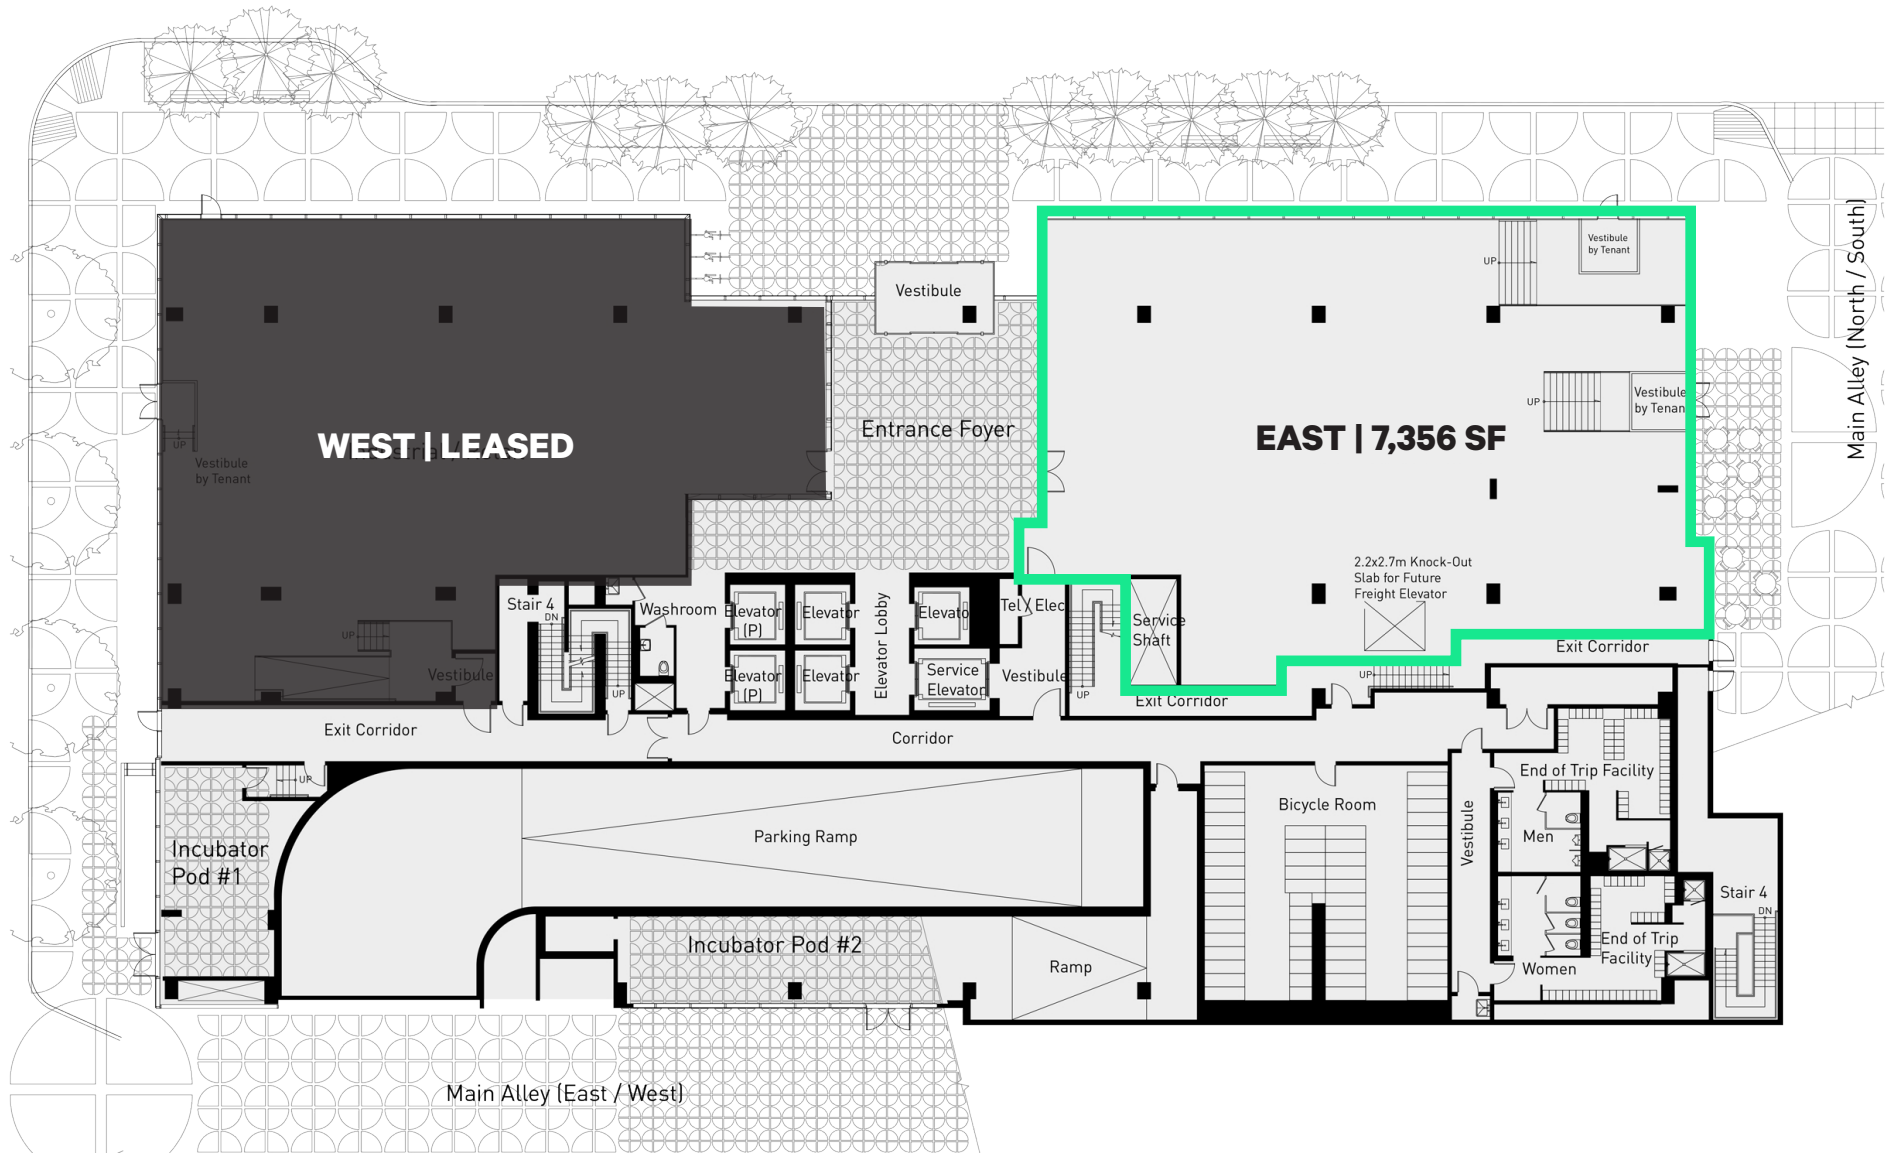 Main Alley (North / South)
Vestibule
by Tenant
UP
Vestibule
UP
Vestibule
by Tenant
Entrance Foyer
WEST | LEASED
EAST | 7,356 SF
UP
Vestibule
by Tenant
2.2x2.7m Knock-Out
Slab for Future
Freight Elevator
Stair 4
DN
Washroom
Elevator
(P)
Elevator
Elevator Lobby
Elevator
Tel / Elec
Service
Shaft
UP
Vestibule
UP
Elevator
(P)
Elevator
Service
Elevator
Vestibule
UP
UP
Exit Corridor
Exit Corridor
Exit Corridor
Corridor
UP
End of Trip Facility
Bicycle Room
Parking Ramp
Vestibule
Men
Incubator
Pod #1
Stair 4
DN
Incubator Pod #2
Ramp
End of Trip
Facility
Women
Main Alley (East / West)